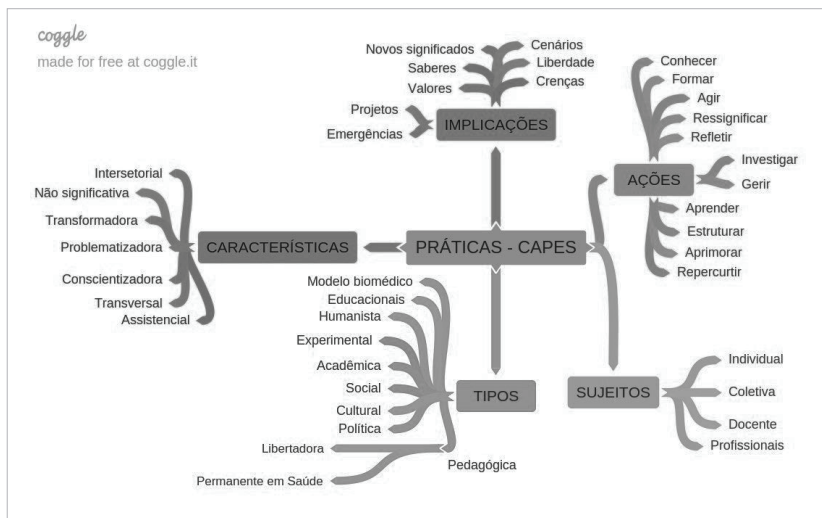 coggle
made for free at coggle.it
Novos significados
Saberes
Valores
Cenários
Liberdade
Crenças
Projetos
Emergências
IMPLICAÇÕES
Conhecer
Formar
Agir
Ressignificar
Refletir
AÇÕES
Investigar
Gerir
Aprender
Estruturar
Aprimorar
Repercurtir
Intersetorial
Não significativa
Transformadora
Problematizadora
Conscientizadora
Transversal
Assistencial
CARACTERÍSTICAS
PRÁTICAS - CAPES
Modelo biomédico
Educacionais
Humanista
Experimental
Acadêmica
Social
Cultural
Política
Libertadora
Permanente em Saúde
Pedagógica
TIPOS
SUJEITOS
Individual
Coletiva
Docente
Profissionais